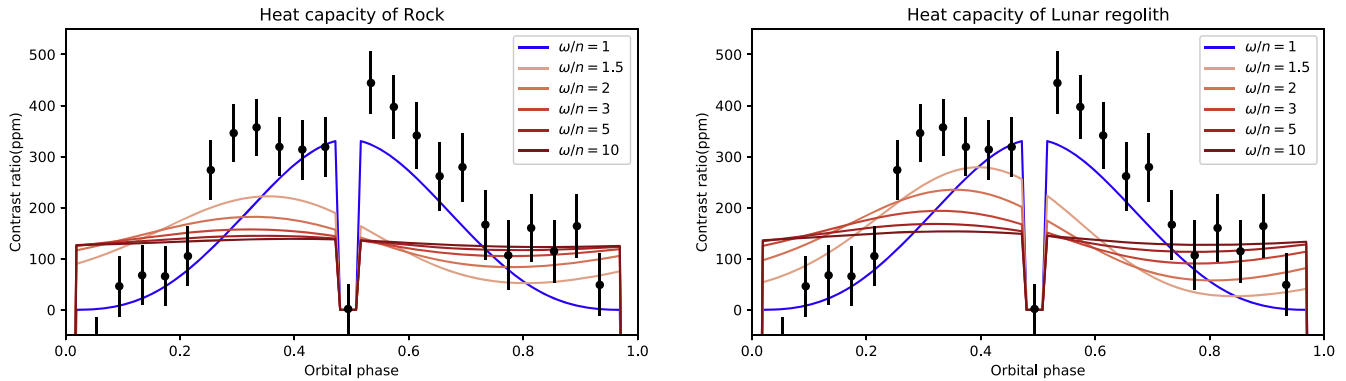 Heat capacity of Rock
500
400
300
200
100
0
Contrast ratio(ppm)
ω/n = 1
ω/n = 1.5
ω/n = 2
ω/n = 3
ω/n = 5
ω/n = 10
0.0 0.2 0.4 0.6 0.8 1.0
Orbital phase
Heat capacity of Lunar regolith
500
400
300
200
100
0
Contrast ratio(ppm)
ω/n = 1
ω/n = 1.5
ω/n = 2
ω/n = 3
ω/n = 5
ω/n = 10
0.0 0.2 0.4 0.6 0.8 1.0
Orbital phase